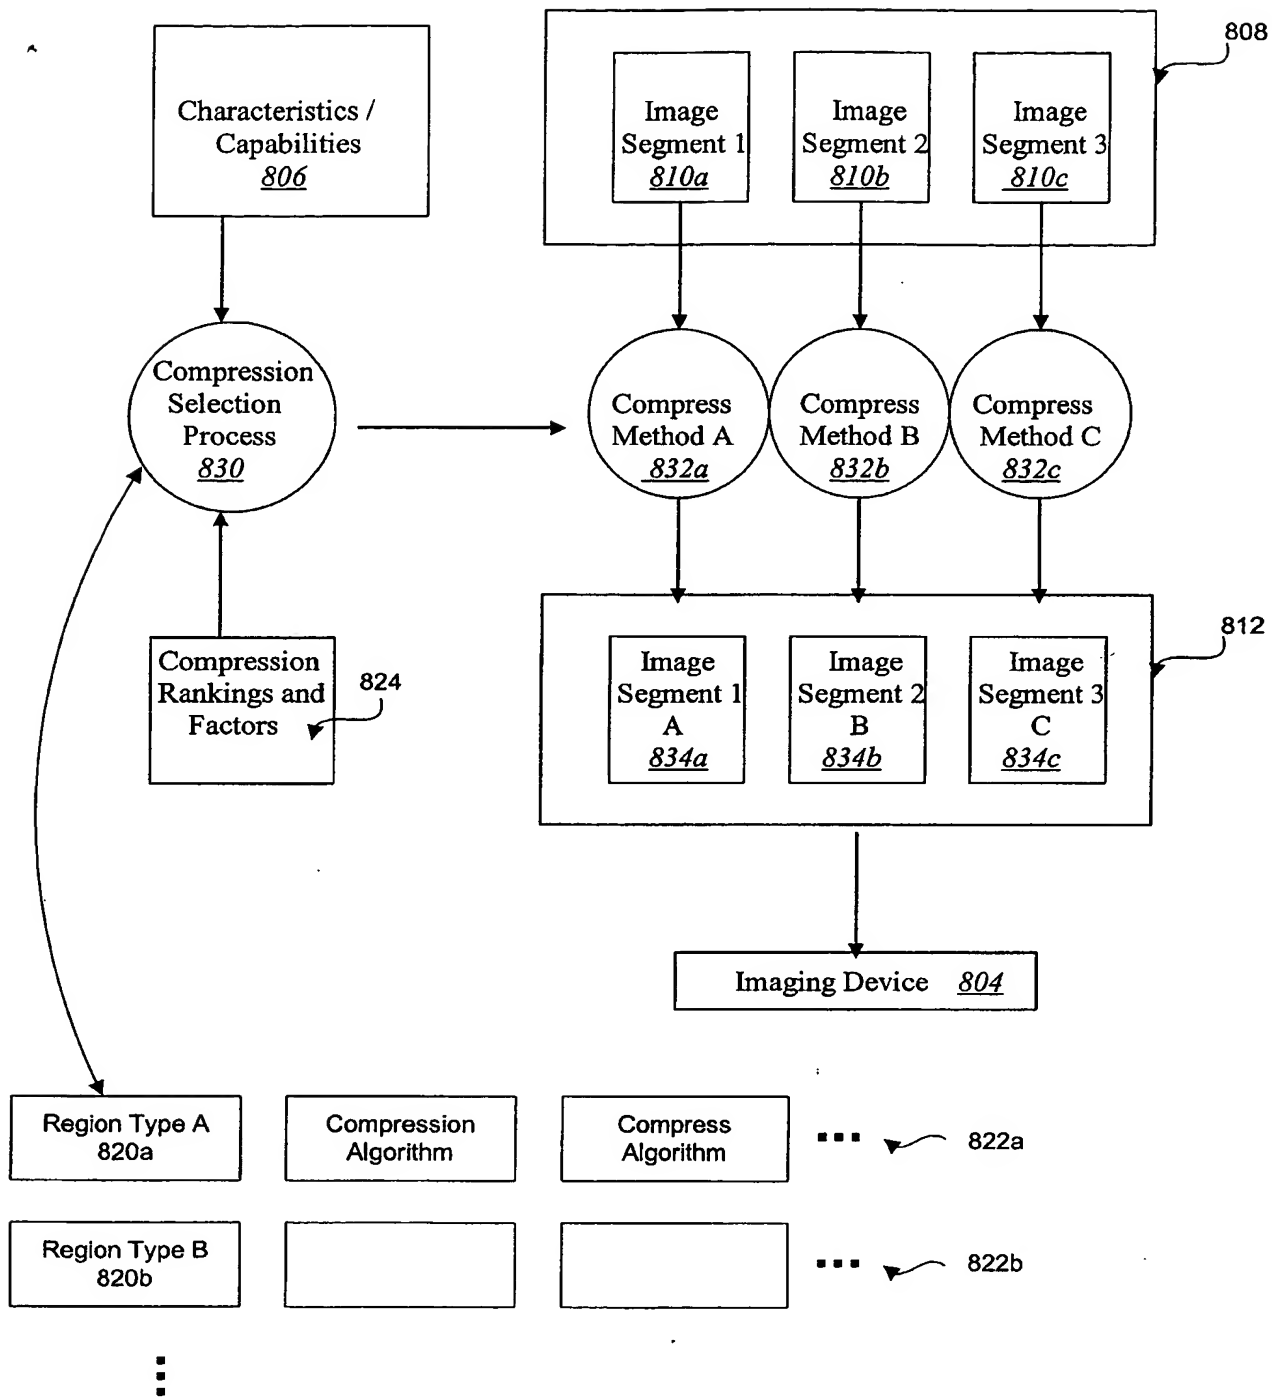 Characteristics /
Capabilities
806
808
Image
Segment 1
810a
Image
Segment 2
810b
Image
Segment 3
810c
Compression
Selection
Process
830
Compress
Method A
832a
Compress
Method B
832b
Compress
Method C
832c
Compression
Rankings and
Factors
824
812
Image
Segment 1
A
834a
Image
Segment 2
B
834b
Image
Segment 3
C
834c
Imaging Device 804
Region Type A
820a
Compression
Algorithm
Compress
Algorithm
822a
Region Type B
820b
822b